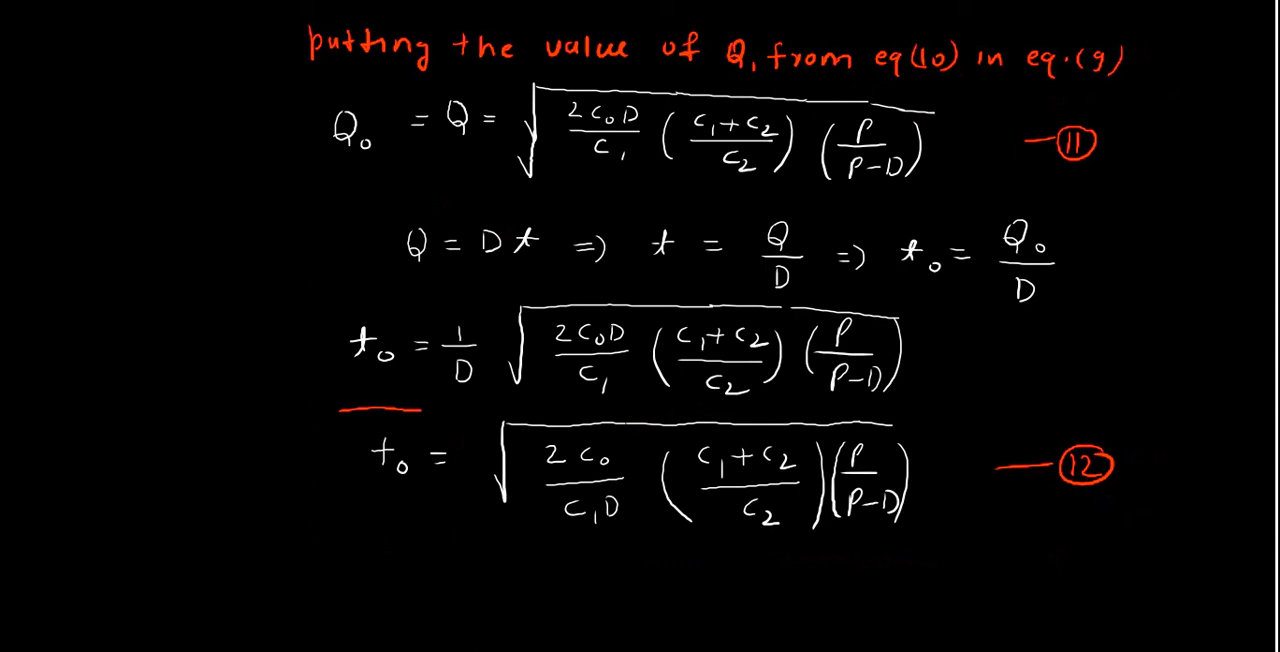 putting the value of Q₁ from eq(10) in eq.(9)
Q₀ = Q = √( 2C₀D/C₁ (C₁+C₂/C₂) (P/P-D) ) —⑪
Q = Dt ⇒ t = Q/D ⇒ t₀ = Q₀/D
t₀ = 1/D √( 2C₀D/C₁ (C₁+C₂/C₂) (P/P-D) )
t₀ = √( 2C₀/C₁D (C₁+C₂/C₂) (P/P-D) ) —⑫